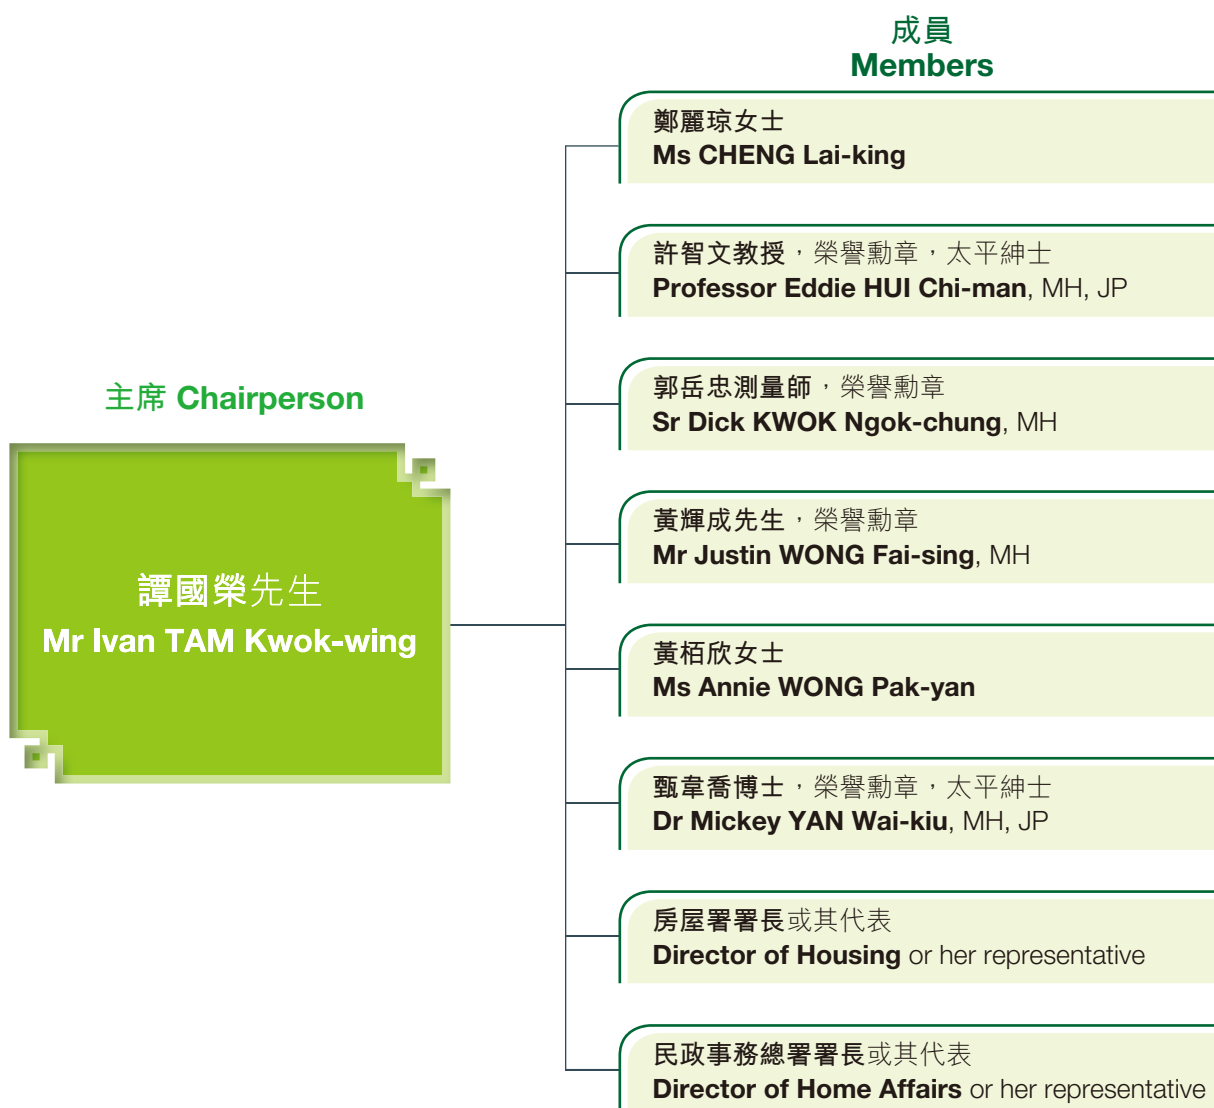 成員
Members
鄭麗琼女士
Ms CHENG Lai-king
許智文教授，榮譽勳章，太平紳士
Professor Eddie HUI Chi-man, MH, JP
郭岳忠測量師，榮譽勳章
Sr Dick KWOK Ngok-chung, MH
主席 Chairperson
黃輝成先生，榮譽勳章
Mr Justin WONG Fai-sing, MH
譚國榮先生
Mr Ivan TAM Kwok-wing
黃栢欣女士
Ms Annie WONG Pak-yan
甄韋喬博士，榮譽勳章，太平紳士
Dr Mickey YAN Wai-kiu, MH, JP
房屋署署長或其代表
Director of Housing or her representative
民政事務總署署長或其代表
Director of Home Affairs or her representative